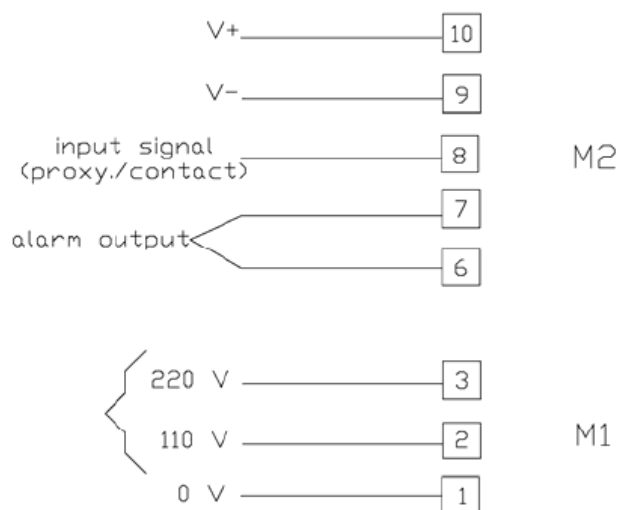 V+ 10
V- 9
input signal
(proxy./contact) 8
M2
7
alarm output
6
220 V 3
110 V 2
M1
0 V 1